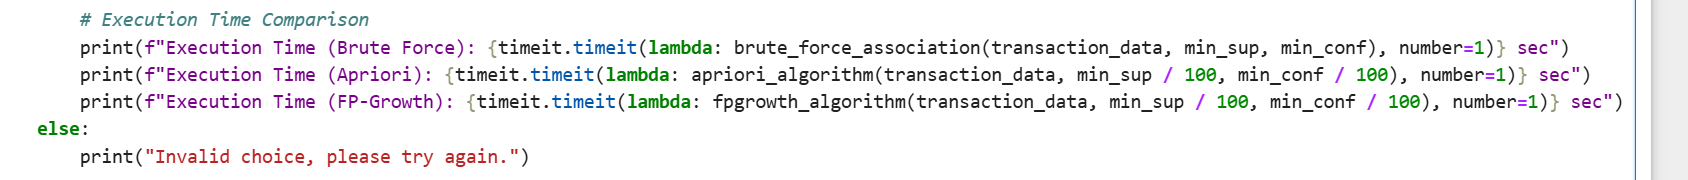 # Execution Time Comparison
print(f"Execution Time (Brute Force): {timeit.timeit(lambda: brute_force_association(transaction_data, min_sup, min_conf), number=1)} sec")
print(f"Execution Time (Apriori): {timeit.timeit(lambda: apriori_algorithm(transaction_data, min_sup / 100, min_conf / 100), number=1)} sec")
print(f"Execution Time (FP-Growth): {timeit.timeit(lambda: fpgrowth_algorithm(transaction_data, min_sup / 100, min_conf / 100), number=1)} sec")
else:
print("Invalid choice, please try again.")